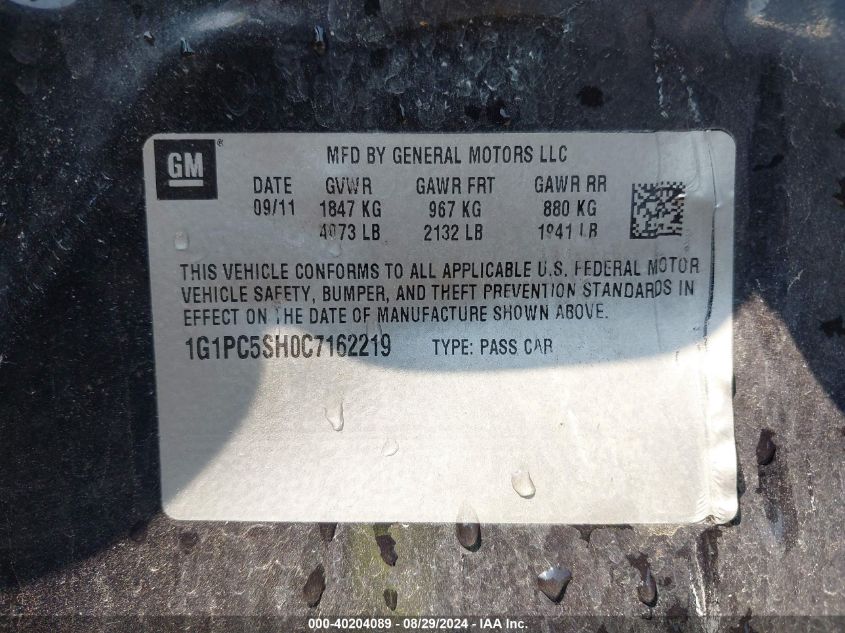 GM ® MFD BY GENERAL MOTORS LLC
DATE GVWR GAWR FRT GAWR RR
09/11 1847 KG 967 KG 880 KG
4073 LB 2132 LB 1941 LB
THIS VEHICLE CONFORMS TO ALL APPLICABLE U.S. FEDERAL MOTOR
VEHICLE SAFETY, BUMPER, AND THEFT PREVENTION STANDARDS IN
EFFECT ON THE DATE OF MANUFACTURE SHOWN ABOVE.
1G1PC5SH0C7162219 TYPE: PASS CAR
000-40204089 - 08/29/2024 - IAA Inc.